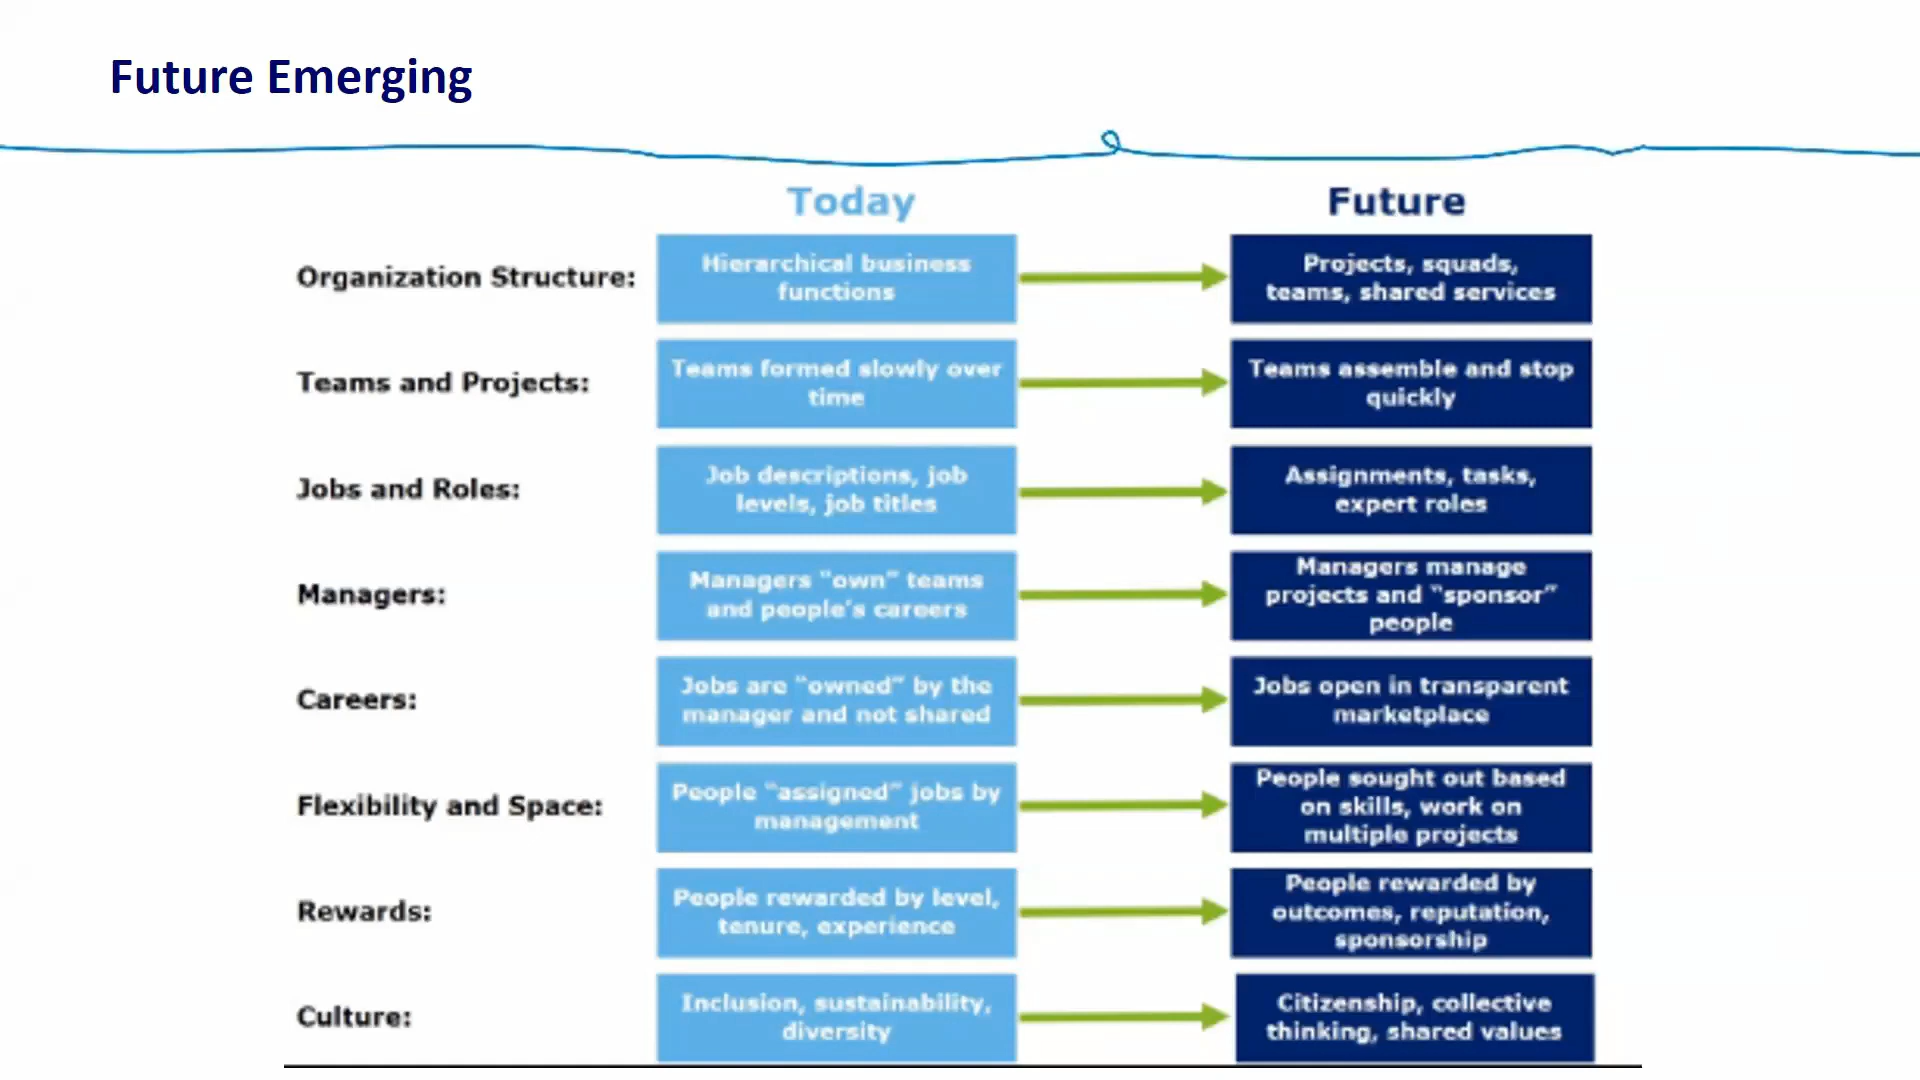 Future Emerging
Today
Future
Organization Structure:
Hierarchical business
functions
Projects, squads,
teams, shared services
Teams and Projects:
Teams formed slowly over
time
Teams assemble and stop
quickly
Jobs and Roles:
Job descriptions, job
levels, job titles
Assignments, tasks,
expert roles
Managers:
Managers “own” teams
and people’s careers
Managers manage
projects and “sponsor”
people
Careers:
Jobs are “owned” by the
manager and not shared
Jobs open in transparent
marketplace
Flexibility and Space:
People “assigned” jobs by
management
People sought out based
on skills, work on
multiple projects
Rewards:
People rewarded by level,
tenure, experience
People rewarded by
outcomes, reputation,
sponsorship
Culture:
Inclusion, sustainability,
diversity
Citizenship, collective
thinking, shared values